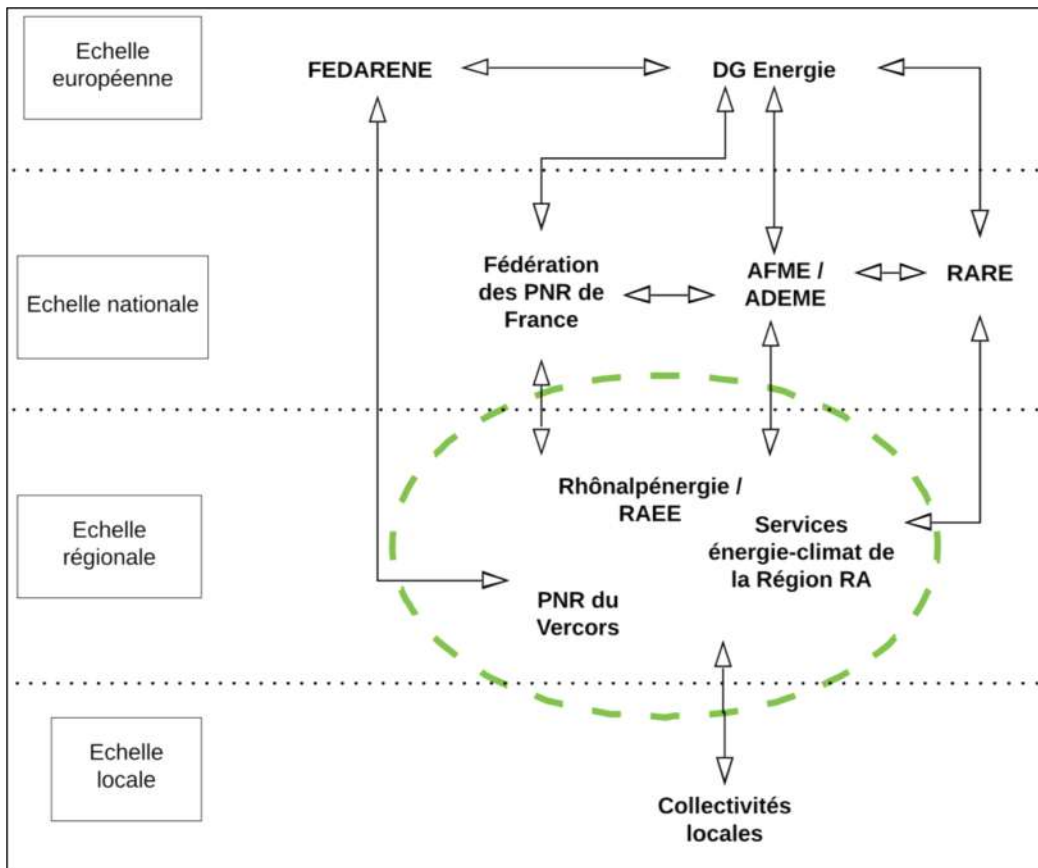 Echelle
européenne
FEDARENE
DG Energie
Echelle nationale
Fédération
des PNR de
France
AFME /
ADEME
RARE
Echelle
régionale
Rhônalpénergie /
RAEE
Services
énergie-climat de
la Région RA
PNR du
Vercors
Echelle
locale
Collectivités
locales